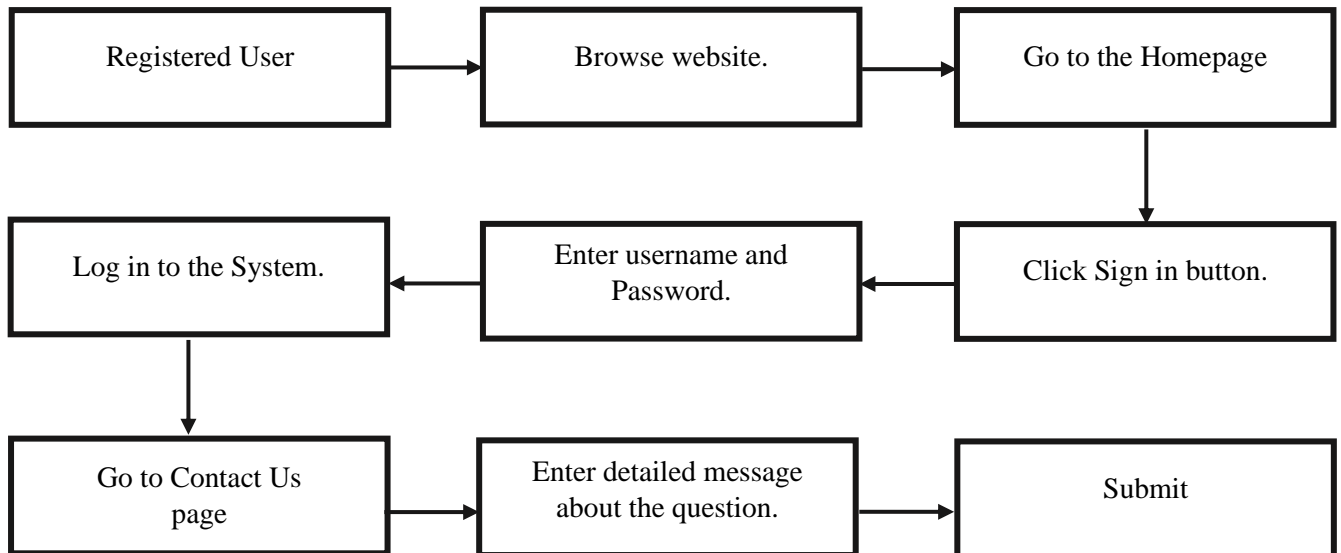 Registered User
Browse website.
Go to the Homepage
Click Sign in button.
Enter username and
Password.
Log in to the System.
Go to Contact Us
page
Enter detailed message
about the question.
Submit